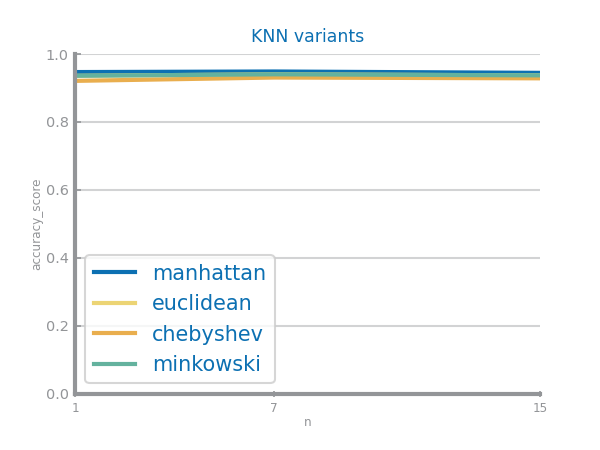 KNN variants
1.0
0.8
0.6
0.4
0.2
0.0
accuracy_score
manhattan
euclidean
chebyshev
minkowski
1
7
15
n